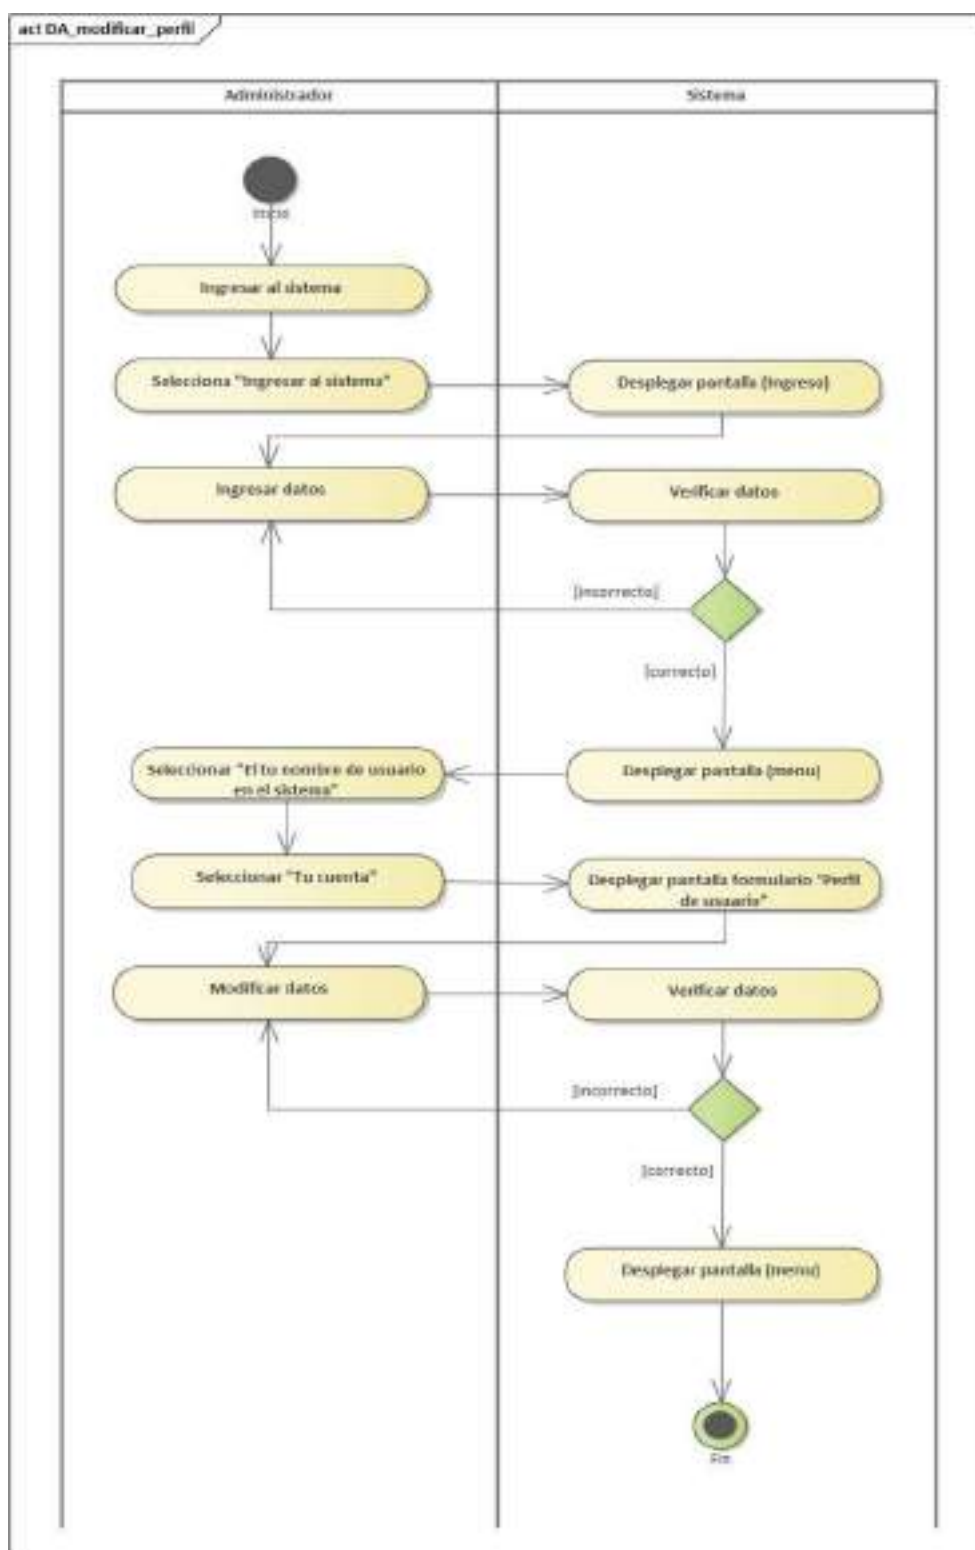 act DA_modificar_perfil
Administrador
Sistema
Inicio
Ingresar al sistema
Selecciona "Ingresar al sistema"
Desplegar pantalla (Ingreso)
Ingresar datos
Verificar datos
[incorrecto]
[correcto]
Seleccionar "El tu nombre de usuario
en el sistema"
Desplegar pantalla (menu)
Seleccionar "Tu cuenta"
Desplegar pantalla formulario "Perfil
de usuario"
Modificar datos
Verificar datos
[incorrecto]
[correcto]
Desplegar pantalla (menu)
Fin